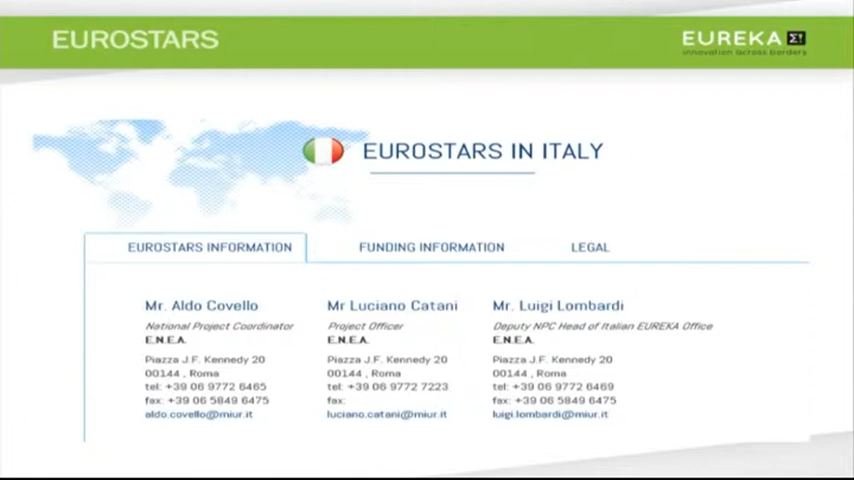 EUROSTARS
EUREKA Σ!
innovation across borders
EUROSTARS IN ITALY
EUROSTARS INFORMATION
FUNDING INFORMATION
LEGAL
Mr. Aldo Covello
National Project Coordinator
E.N.E.A.
Piazza J.F. Kennedy 20
00144 , Roma
tel: +39 06 9772 6465
fax: +39 06 5849 6475
aldo.covello@miur.it
Mr Luciano Catani
Project Officer
E.N.E.A.
Piazza J.F. Kennedy 20
00144 , Roma
tel: +39 06 9772 7223
fax:
luciano.catani@miur.it
Mr. Luigi Lombardi
Deputy NPC Head of Italian EUREKA Office
E.N.E.A.
Piazza J.F. Kennedy 20
00144 , Roma
tel: +39 06 9772 6469
fax: +39 06 5849 6475
luigi.lombardi@miur.it